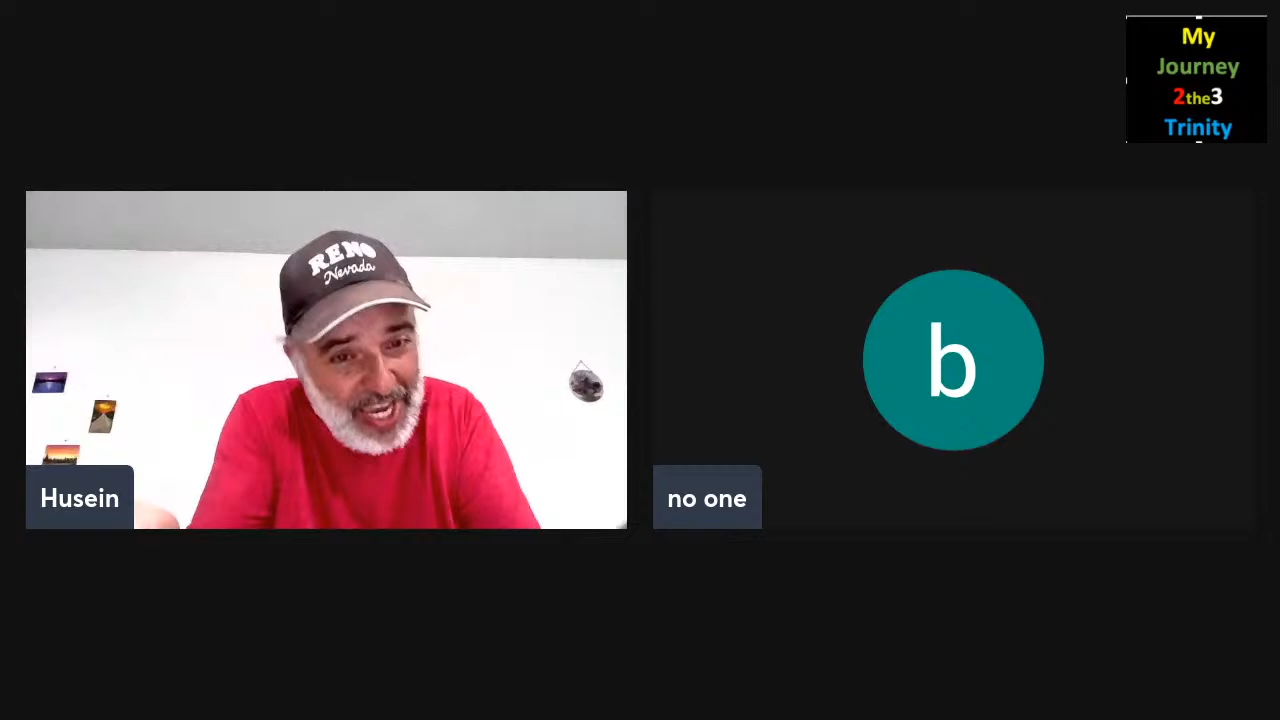 My
Journey
2the3
Trinity
RENO
Nevada
b
Husein
no one